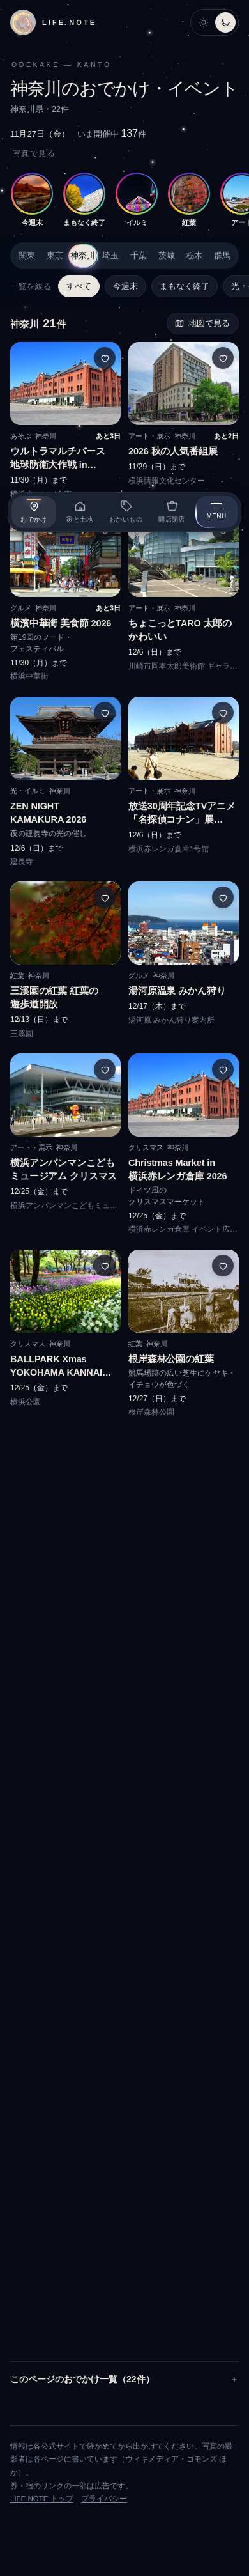 LIFE.NOTE
ODEKAKE — KANTO
神奈川のおでかけ・イベント
神奈川県・22件
11月27日（金） いま開催中 137件
写真で見る
今週末 まもなく終了 イルミ 紅葉 アート
関東 東京 神奈川 埼玉 千葉 茨城 栃木 群馬
一覧を絞る すべて 今週末 まもなく終了 光・
神奈川 21件 地図で見る
あそぶ 神奈川 あと3日
ウルトラマルチバース
地球防衛大作戦 in…
11/30（月）まで
アート・展示 神奈川 あと2日
2026 秋の人気番組展
11/29（日）まで
横浜情報文化センター
おでかけ 家と土地 おかいもの 開店閉店 MENU
グルメ 神奈川 あと3日
横濱中華街 美食節 2026
第19回のフード・
フェスティバル
11/30（月）まで
横浜中華街
アート・展示 神奈川
ちょこっとTARO 太郎の
かわいい
12/6（日）まで
川崎市岡本太郎美術館 ギャラ…
光・イルミ 神奈川
ZEN NIGHT
KAMAKURA 2026
夜の建長寺の光の催し
12/6（日）まで
建長寺
アート・展示 神奈川
放送30周年記念TVアニメ
「名探偵コナン」展…
12/6（日）まで
横浜赤レンガ倉庫1号館
紅葉 神奈川
三溪園の紅葉 紅葉の
遊歩道開放
12/13（日）まで
三溪園
グルメ 神奈川
湯河原温泉 みかん狩り
12/17（木）まで
湯河原 みかん狩り案内所
アート・展示 神奈川
横浜アンパンマンこども
ミュージアム クリスマス
12/25（金）まで
横浜アンパンマンこどもミュ…
クリスマス 神奈川
Christmas Market in
横浜赤レンガ倉庫 2026
ドイツ風の
クリスマスマーケット
12/25（金）まで
横浜赤レンガ倉庫 イベント広…
クリスマス 神奈川
BALLPARK Xmas
YOKOHAMA KANNAI…
12/25（金）まで
横浜公園
紅葉 神奈川
根岸森林公園の紅葉
競馬場跡の広い芝生にケヤキ・
イチョウが色づく
12/27（日）まで
根岸森林公園
このページのおでかけ一覧（22件） +
情報は各公式サイトで確かめてから出かけてください。写真の撮
影者は各ページに書いています（ウィキメディア・コモンズ ほ
か）。
券・宿のリンクの一部は広告です。
LIFE NOTE トップ プライバシー